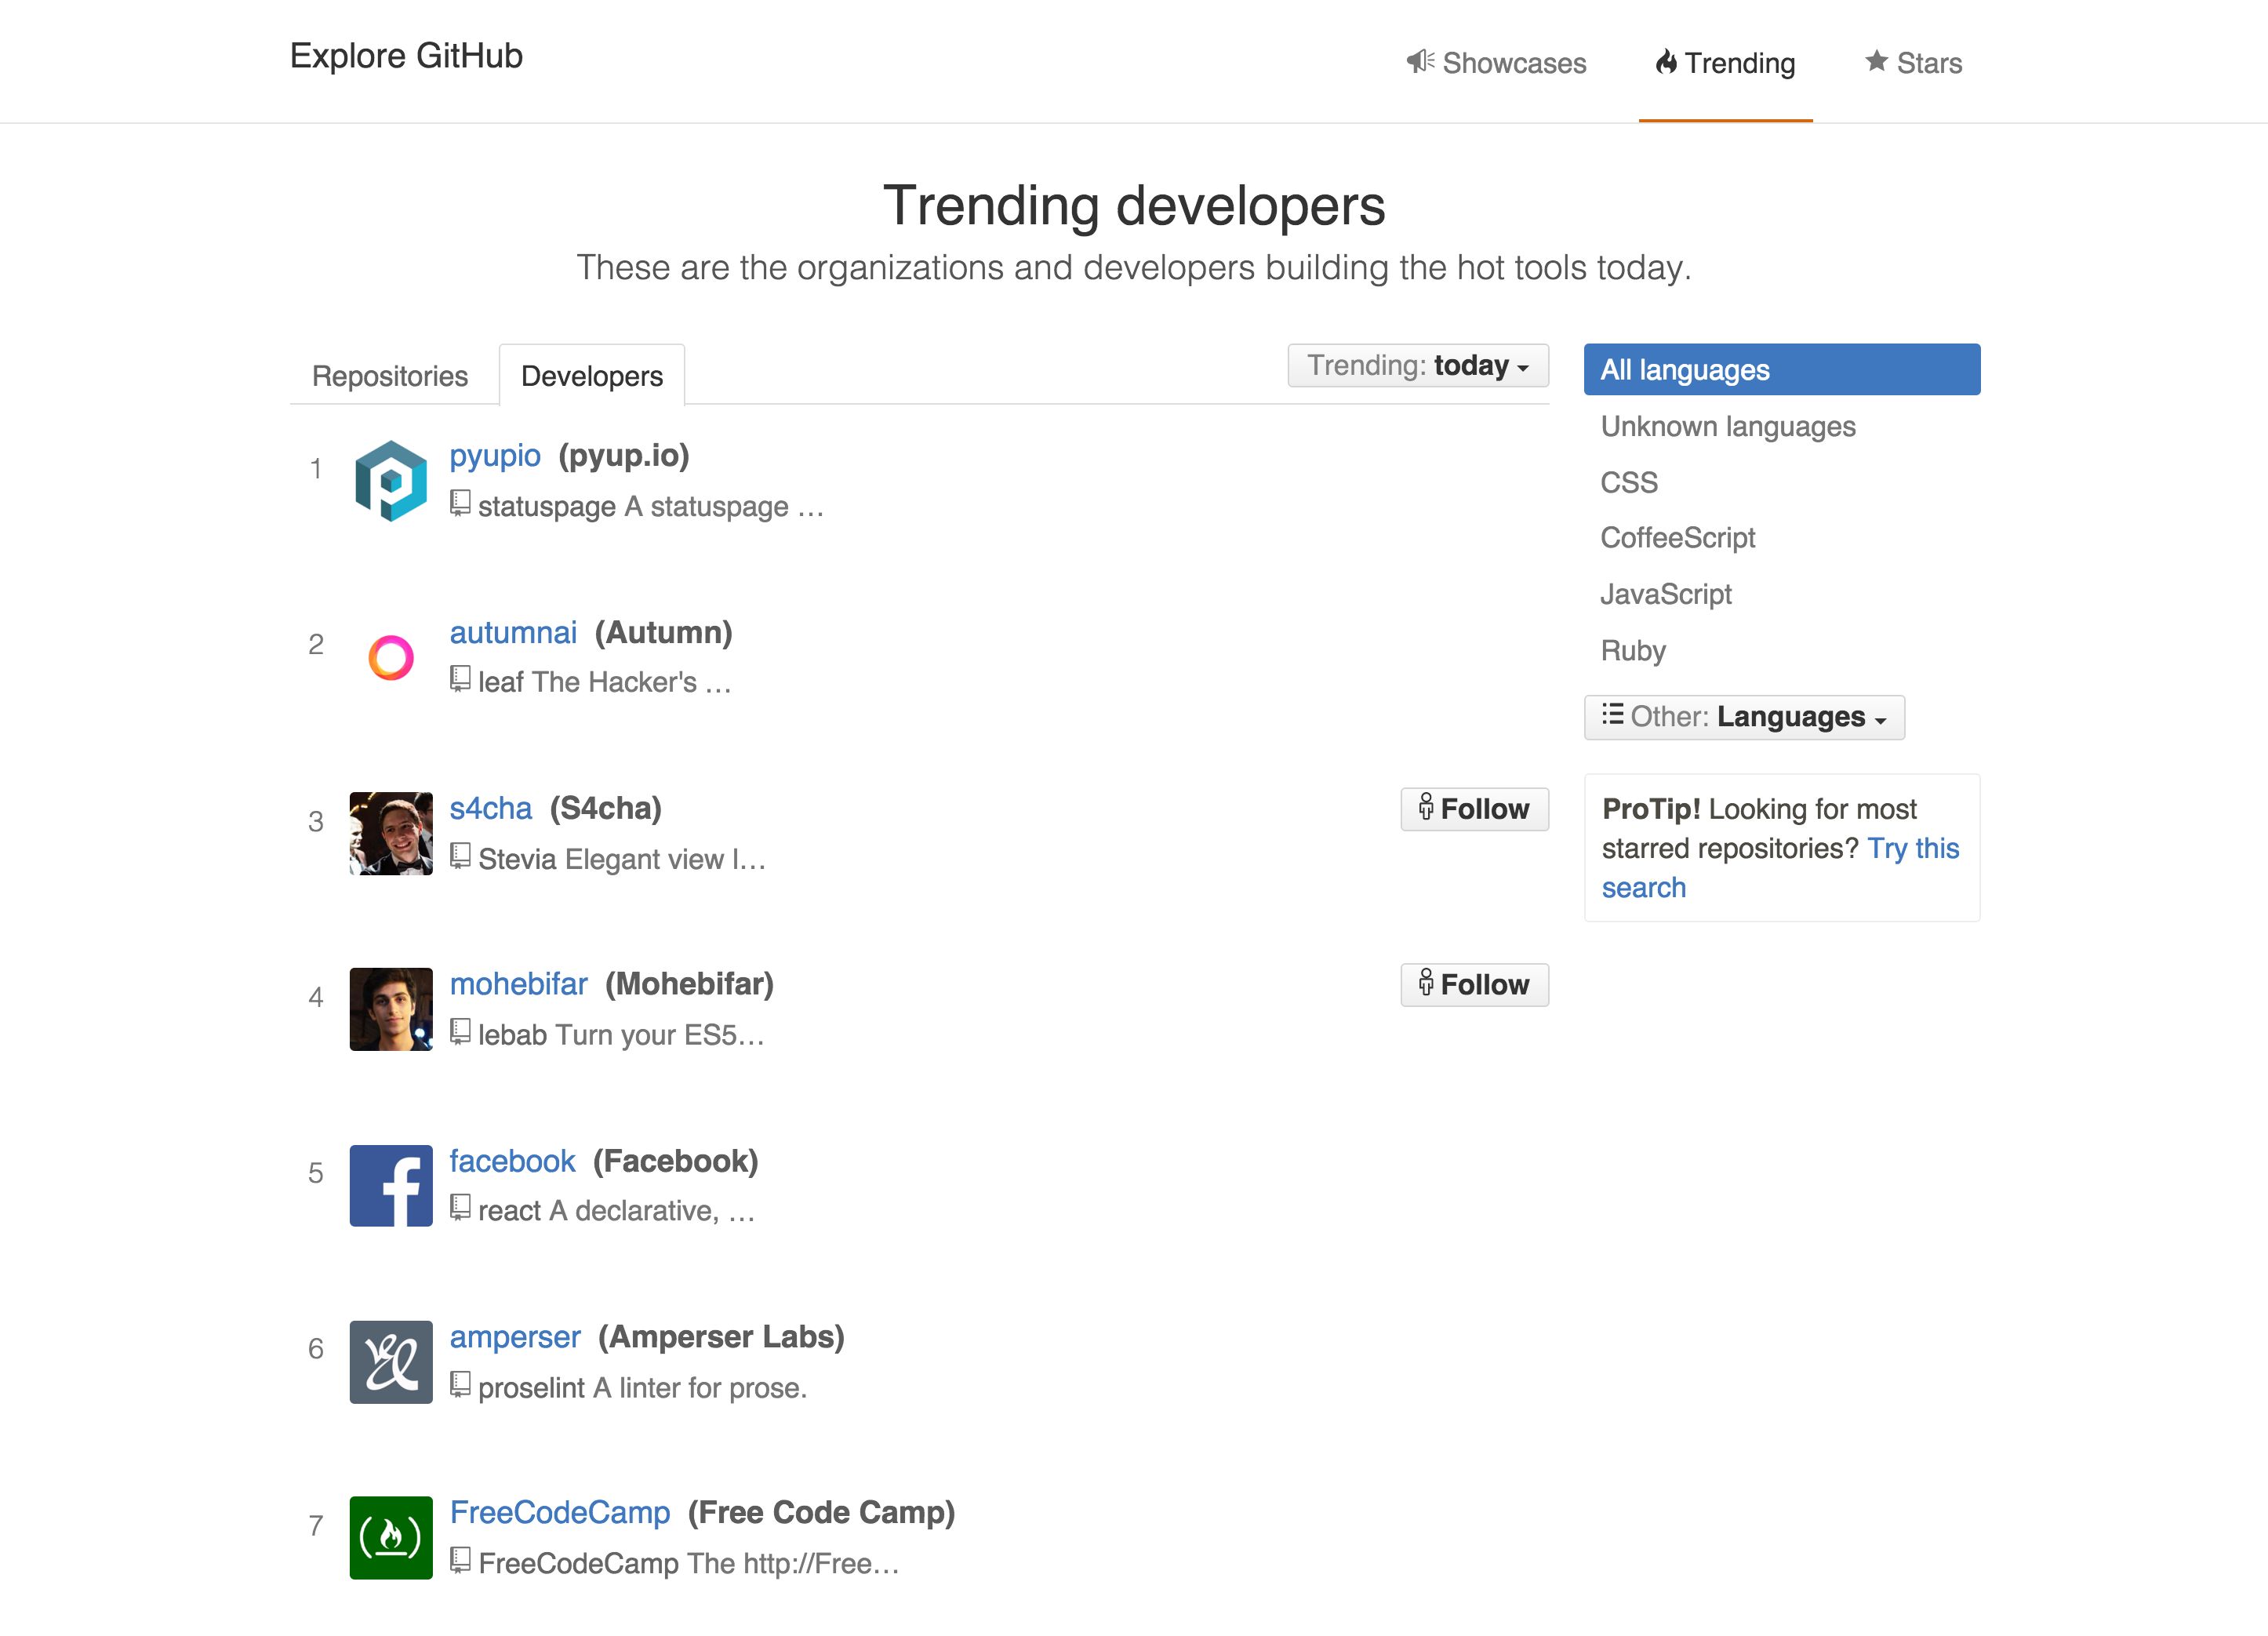 Explore GitHub
Showcases
Trending
Stars
Trending developers
These are the organizations and developers building the hot tools today.
Repositories
Developers
Trending: today
1
pyupio (pyup.io)
statuspage A statuspage …
2
autumnai (Autumn)
leaf The Hacker's …
3
s4cha (S4cha)
Follow
Stevia Elegant view l…
4
mohebifar (Mohebifar)
Follow
lebab Turn your ES5…
5
facebook (Facebook)
react A declarative, …
6
amperser (Amperser Labs)
proselint A linter for prose.
7
FreeCodeCamp (Free Code Camp)
FreeCodeCamp The http://Free…
All languages
Unknown languages
CSS
CoffeeScript
JavaScript
Ruby
Other: Languages
ProTip! Looking for most
starred repositories? Try this
search